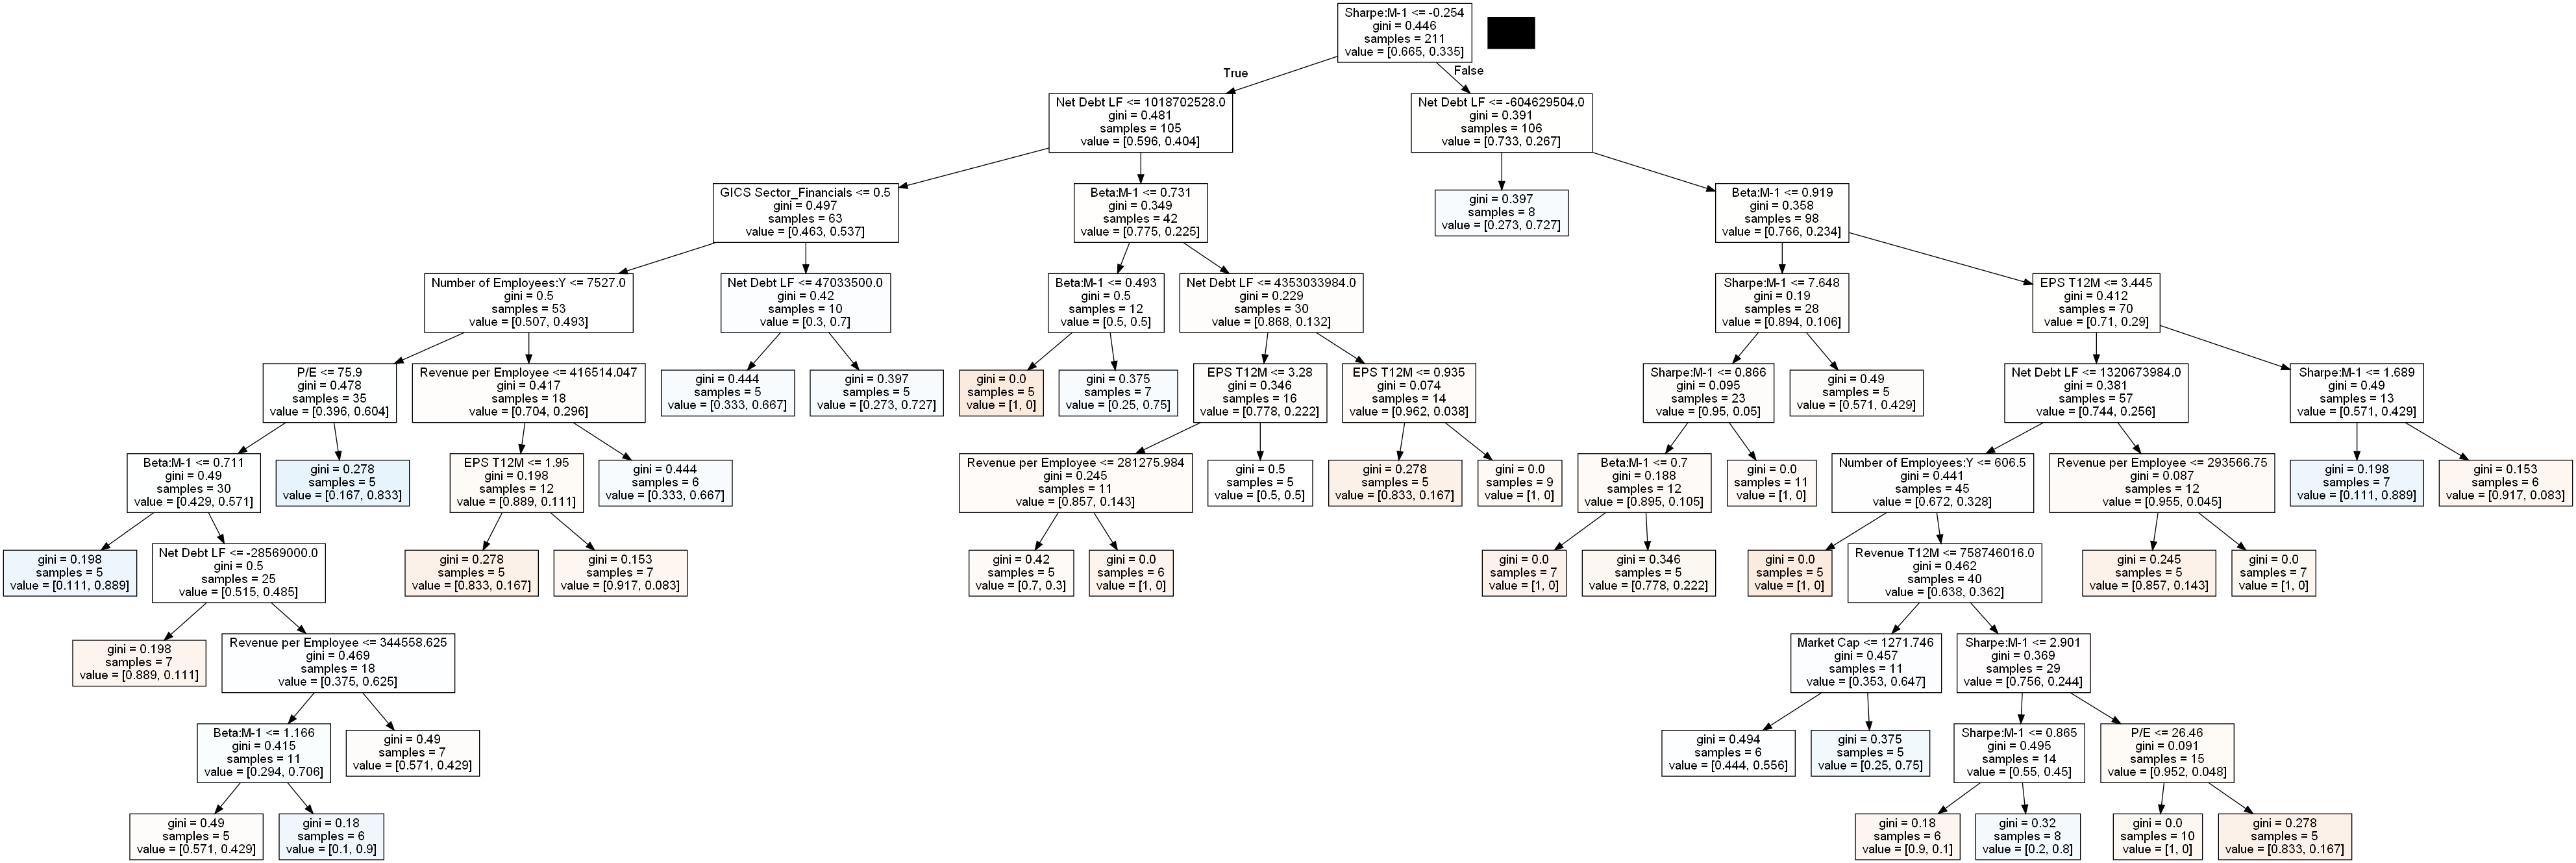 Sharpe:M-1 <= -0.254
gini = 0.446
samples = 211
value = [0.665, 0.335]
True
False
Net Debt LF <= 1018702528.0
gini = 0.481
samples = 105
value = [0.596, 0.404]
Net Debt LF <= -604629504.0
gini = 0.391
samples = 106
value = [0.733, 0.267]
GICS Sector_Financials <= 0.5
gini = 0.497
samples = 63
value = [0.463, 0.537]
Beta:M-1 <= 0.731
gini = 0.349
samples = 42
value = [0.775, 0.225]
gini = 0.397
samples = 8
value = [0.273, 0.727]
Beta:M-1 <= 0.919
gini = 0.358
samples = 98
value = [0.766, 0.234]
Number of Employees:Y <= 7527.0
gini = 0.5
samples = 53
value = [0.507, 0.493]
Net Debt LF <= 47033500.0
gini = 0.42
samples = 10
value = [0.3, 0.7]
Beta:M-1 <= 0.493
gini = 0.5
samples = 12
value = [0.5, 0.5]
Net Debt LF <= 4353033984.0
gini = 0.229
samples = 30
value = [0.868, 0.132]
Sharpe:M-1 <= 7.648
gini = 0.19
samples = 28
value = [0.894, 0.106]
EPS T12M <= 3.445
gini = 0.412
samples = 70
value = [0.71, 0.29]
P/E <= 75.9
gini = 0.478
samples = 35
value = [0.396, 0.604]
Revenue per Employee <= 416514.047
gini = 0.417
samples = 18
value = [0.704, 0.296]
gini = 0.444
samples = 5
value = [0.333, 0.667]
gini = 0.397
samples = 5
value = [0.273, 0.727]
gini = 0.0
samples = 5
value = [1, 0]
gini = 0.375
samples = 7
value = [0.25, 0.75]
EPS T12M <= 3.28
gini = 0.346
samples = 16
value = [0.778, 0.222]
EPS T12M <= 0.935
gini = 0.074
samples = 14
value = [0.962, 0.038]
Sharpe:M-1 <= 0.866
gini = 0.095
samples = 23
value = [0.95, 0.05]
gini = 0.49
samples = 5
value = [0.571, 0.429]
Net Debt LF <= 1320673984.0
gini = 0.381
samples = 57
value = [0.744, 0.256]
Sharpe:M-1 <= 1.689
gini = 0.49
samples = 13
value = [0.571, 0.429]
Beta:M-1 <= 0.711
gini = 0.49
samples = 30
value = [0.429, 0.571]
gini = 0.278
samples = 5
value = [0.167, 0.833]
EPS T12M <= 1.95
gini = 0.198
samples = 12
value = [0.889, 0.111]
gini = 0.444
samples = 6
value = [0.333, 0.667]
Revenue per Employee <= 281275.984
gini = 0.245
samples = 11
value = [0.857, 0.143]
gini = 0.5
samples = 5
value = [0.5, 0.5]
gini = 0.278
samples = 5
value = [0.833, 0.167]
gini = 0.0
samples = 9
value = [1, 0]
Beta:M-1 <= 0.7
gini = 0.188
samples = 12
value = [0.895, 0.105]
gini = 0.0
samples = 11
value = [1, 0]
Number of Employees:Y <= 606.5
gini = 0.441
samples = 45
value = [0.672, 0.328]
Revenue per Employee <= 293566.75
gini = 0.087
samples = 12
value = [0.955, 0.045]
gini = 0.198
samples = 7
value = [0.111, 0.889]
gini = 0.153
samples = 6
value = [0.917, 0.083]
gini = 0.198
samples = 5
value = [0.111, 0.889]
Net Debt LF <= -28569000.0
gini = 0.5
samples = 25
value = [0.515, 0.485]
gini = 0.278
samples = 5
value = [0.833, 0.167]
gini = 0.153
samples = 7
value = [0.917, 0.083]
gini = 0.42
samples = 5
value = [0.7, 0.3]
gini = 0.0
samples = 6
value = [1, 0]
gini = 0.0
samples = 7
value = [1, 0]
gini = 0.346
samples = 5
value = [0.778, 0.222]
gini = 0.0
samples = 5
value = [1, 0]
Revenue T12M <= 758746016.0
gini = 0.462
samples = 40
value = [0.638, 0.362]
gini = 0.245
samples = 5
value = [0.857, 0.143]
gini = 0.0
samples = 7
value = [1, 0]
gini = 0.198
samples = 7
value = [0.889, 0.111]
Revenue per Employee <= 344558.625
gini = 0.469
samples = 18
value = [0.375, 0.625]
Market Cap <= 1271.746
gini = 0.457
samples = 11
value = [0.353, 0.647]
Sharpe:M-1 <= 2.901
gini = 0.369
samples = 29
value = [0.756, 0.244]
Beta:M-1 <= 1.166
gini = 0.415
samples = 11
value = [0.294, 0.706]
gini = 0.49
samples = 7
value = [0.571, 0.429]
gini = 0.494
samples = 6
value = [0.444, 0.556]
gini = 0.375
samples = 5
value = [0.25, 0.75]
Sharpe:M-1 <= 0.865
gini = 0.495
samples = 14
value = [0.55, 0.45]
P/E <= 26.46
gini = 0.091
samples = 15
value = [0.952, 0.048]
gini = 0.49
samples = 5
value = [0.571, 0.429]
gini = 0.18
samples = 6
value = [0.1, 0.9]
gini = 0.18
samples = 6
value = [0.9, 0.1]
gini = 0.32
samples = 8
value = [0.2, 0.8]
gini = 0.0
samples = 10
value = [1, 0]
gini = 0.278
samples = 5
value = [0.833, 0.167]